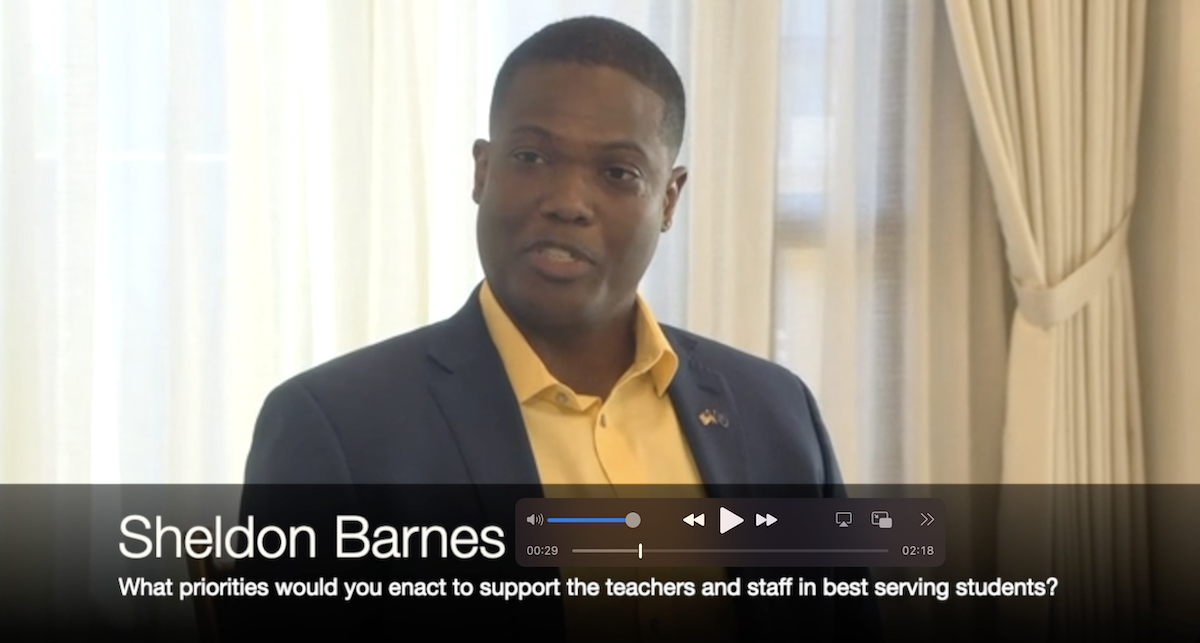 Sheldon Barnes
00:29
02:18
What priorities would you enact to support the teachers and staff in best serving students?